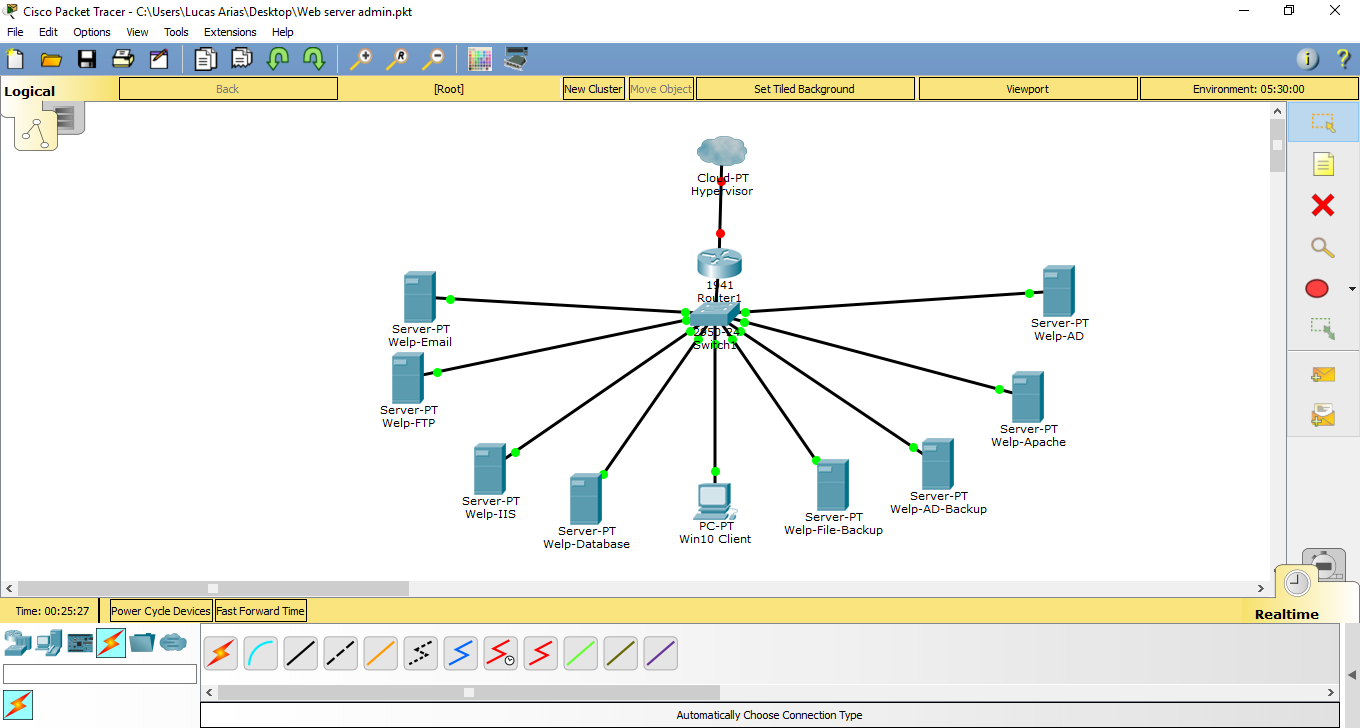 Cisco Packet Tracer - C:\Users\Lucas Arias\Desktop\Web server admin.pkt
File Edit Options View Tools Extensions Help
Logical
Back
[Root]
New Cluster
Move Object
Set Tiled Background
Viewport
Environment: 05:30:00
Cloud-PT
Hypervisor
1941
Router1
2950-24
Switch1
Server-PT
Welp-Email
Server-PT
Welp-FTP
Server-PT
Welp-IIS
Server-PT
Welp-Database
PC-PT
Win10 Client
Server-PT
Welp-File-Backup
Server-PT
Welp-AD-Backup
Server-PT
Welp-Apache
Server-PT
Welp-AD
Time: 00:25:27
Power Cycle Devices
Fast Forward Time
Realtime
Automatically Choose Connection Type